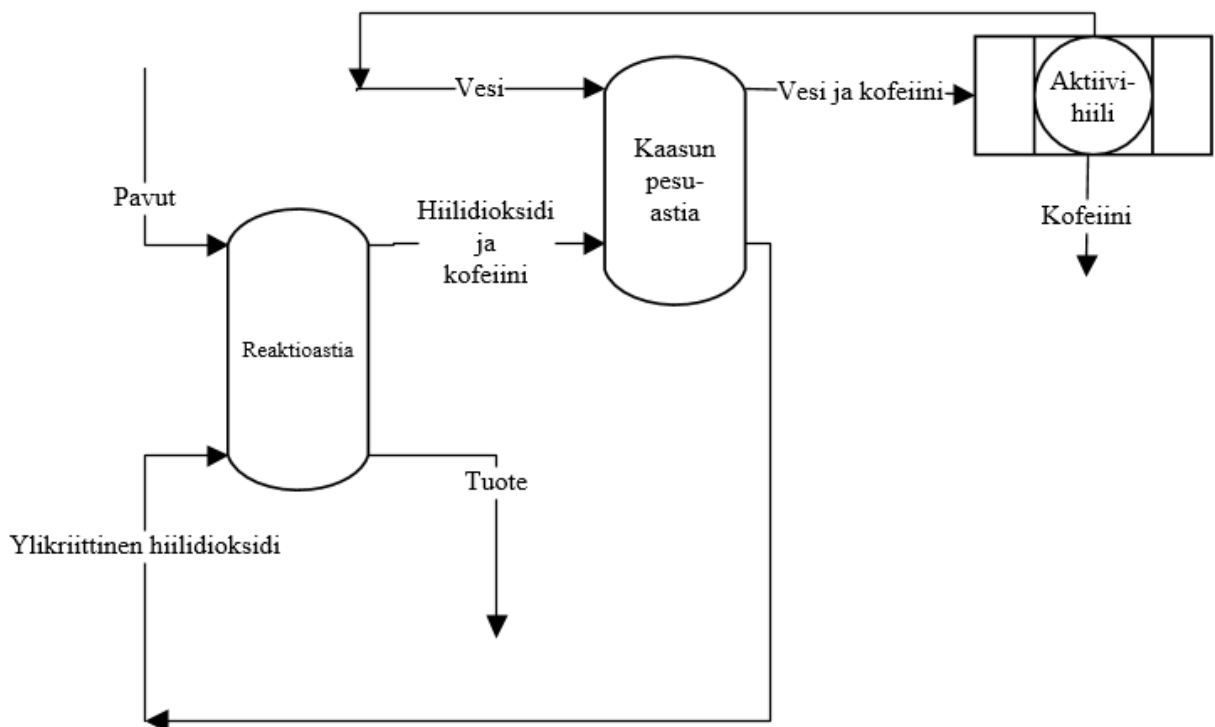 Vesi
Vesi ja kofeiini
Aktiivi-
hiili
Kaasun
pesu-
astia
Pavut
Hiilidioksidi
ja
kofeiini
Kofeiini
Reaktioastia
Tuote
Ylikriittinen hiilidioksidi